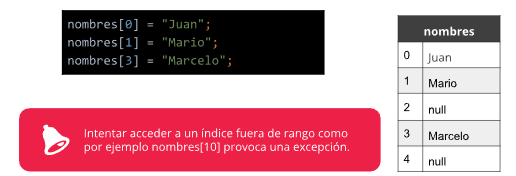 nombres[0] = "Juan";
nombres[1] = "Mario";
nombres[3] = "Marcelo";
Intentar acceder a un índice fuera de rango como
por ejemplo nombres[10] provoca una excepción.
nombres
0 Juan
1 Mario
2 null
3 Marcelo
4 null